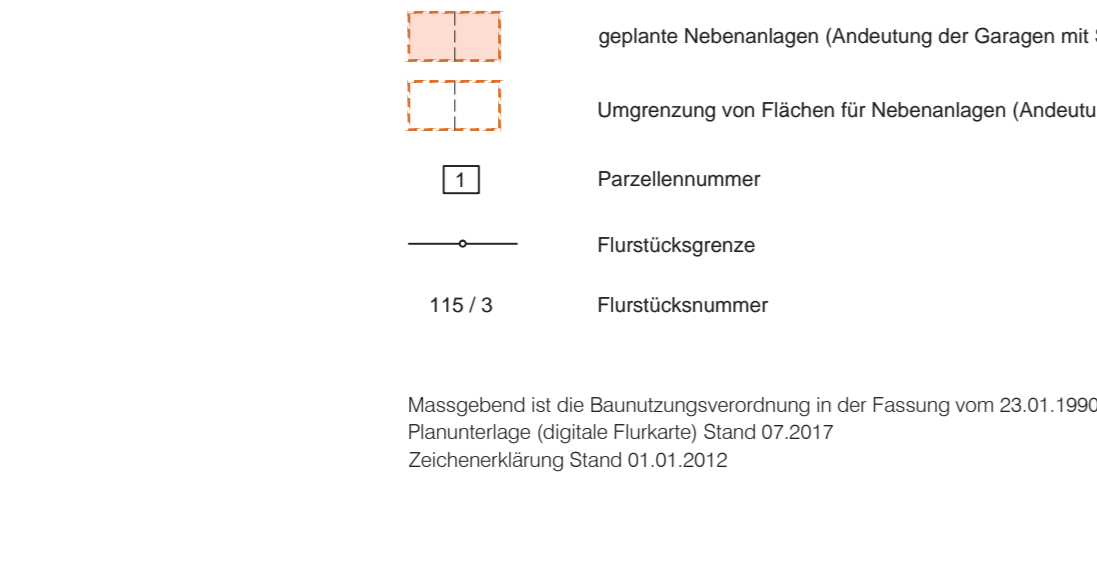 geplante Nebenanlagen (Andeutung der Garagen mit
Umgrenzung von Flächen für Nebenanlagen
1 Parzellennummer
Flurstücksgrenze
115 / 3 Flurstücksnummer
Massgebend ist die Baunutzungsverordnung in der Fassung vom 23.01.1990
Planunterlage (digitale Flurkarte) Stand 07.2017
Zeichenerklärung Stand 01.01.2012